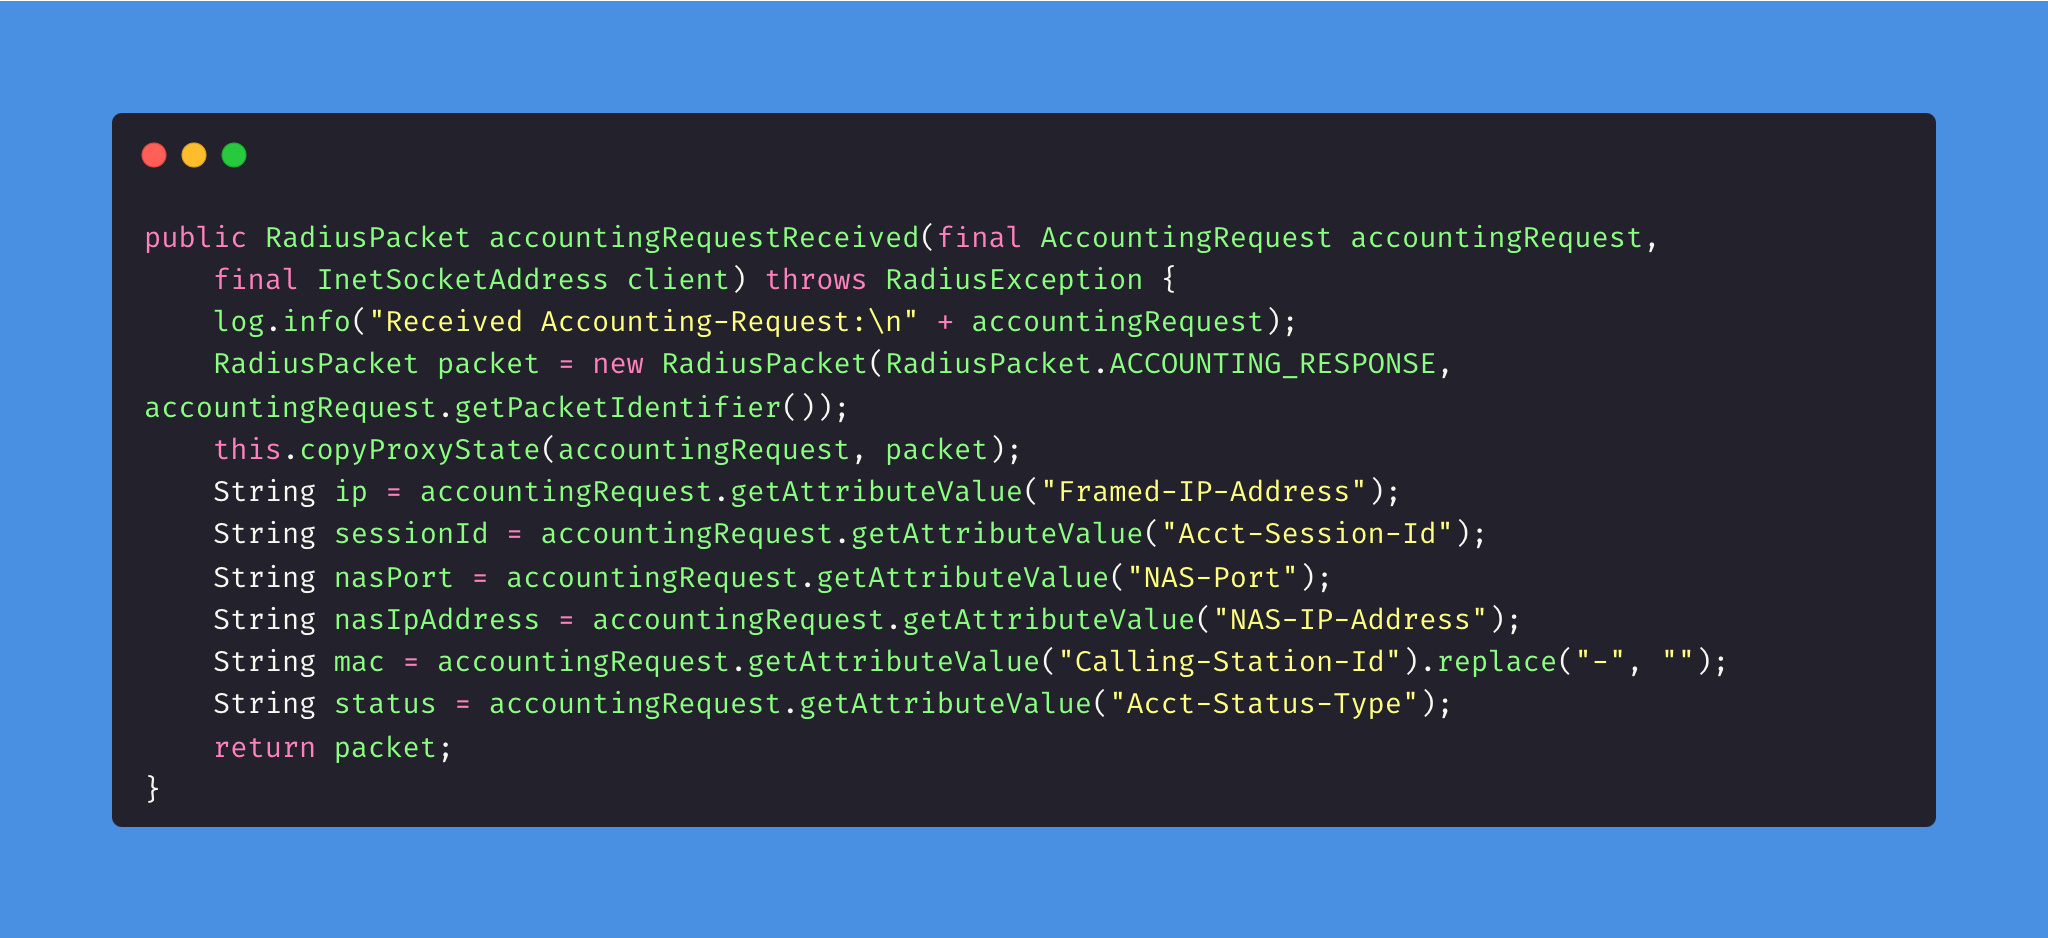 public RadiusPacket accountingRequestReceived(final AccountingRequest accountingRequest,
    final InetSocketAddress client) throws RadiusException {
    log.info("Received Accounting-Request:\n" + accountingRequest);
    RadiusPacket packet = new RadiusPacket(RadiusPacket.ACCOUNTING_RESPONSE,
accountingRequest.getPacketIdentifier());
    this.copyProxyState(accountingRequest, packet);
    String ip = accountingRequest.getAttributeValue("Framed-IP-Address");
    String sessionId = accountingRequest.getAttributeValue("Acct-Session-Id");
    String nasPort = accountingRequest.getAttributeValue("NAS-Port");
    String nasIpAddress = accountingRequest.getAttributeValue("NAS-IP-Address");
    String mac = accountingRequest.getAttributeValue("Calling-Station-Id").replace("-", "");
    String status = accountingRequest.getAttributeValue("Acct-Status-Type");
    return packet;
}